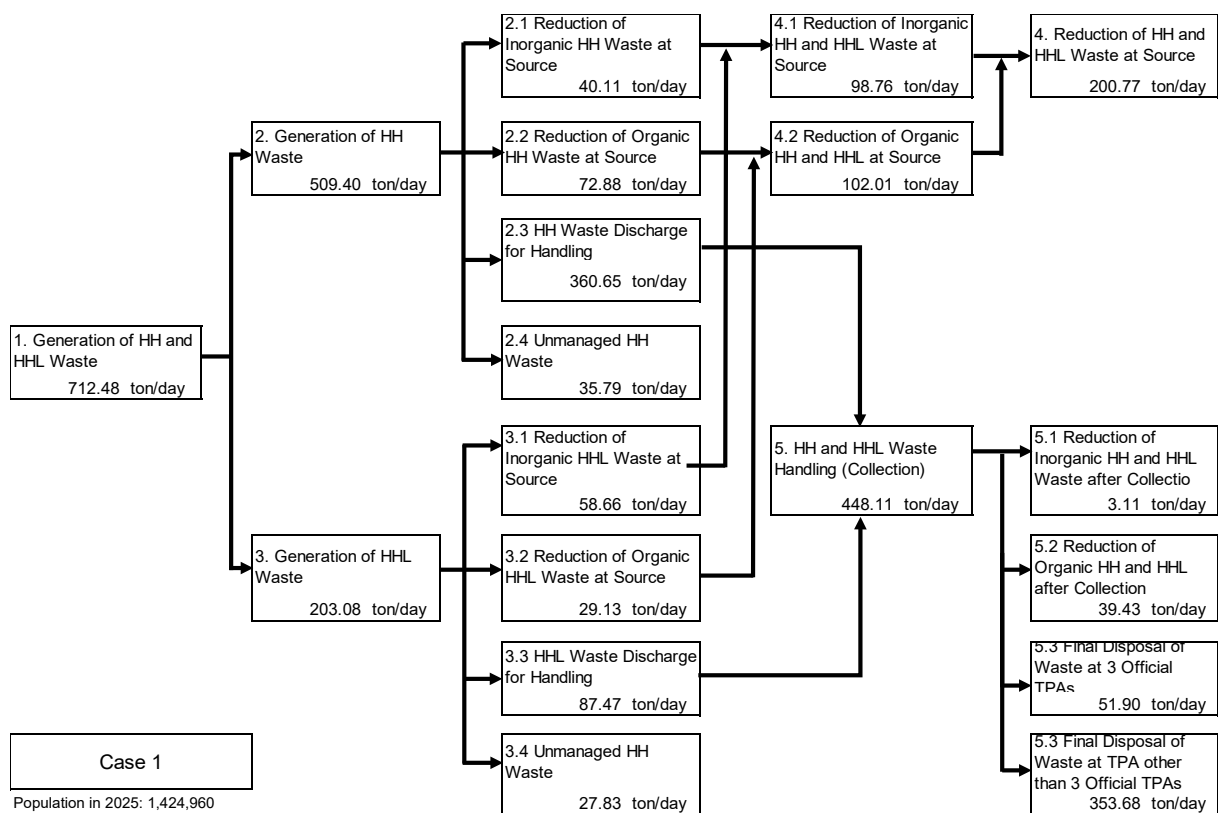 2.1 Reduction of
Inorganic HH Waste at
Source
40.11 ton/day
4.1 Reduction of Inorganic
HH and HHL Waste at
Source
98.76 ton/day
4. Reduction of HH and
HHL Waste at Source
200.77 ton/day
2. Generation of HH
Waste
509.40 ton/day
2.2 Reduction of Organic
HH Waste at Source
72.88 ton/day
4.2 Reduction of Organic
HH and HHL at Source
102.01 ton/day
2.3 HH Waste Discharge
for Handling
360.65 ton/day
1. Generation of HH and
HHL Waste
712.48 ton/day
2.4 Unmanaged HH
Waste
35.79 ton/day
3.1 Reduction of
Inorganic HHL Waste at
Source
58.66 ton/day
5. HH and HHL Waste
Handling (Collection)
448.11 ton/day
5.1 Reduction of
Inorganic HH and HHL
Waste after Collectio
3.11 ton/day
3. Generation of HHL
Waste
203.08 ton/day
3.2 Reduction of Organic
HHL Waste at Source
29.13 ton/day
5.2 Reduction of
Organic HH and HHL
after Collection
39.43 ton/day
3.3 HHL Waste Discharge
for Handling
87.47 ton/day
5.3 Final Disposal of
Waste at 3 Official
TPAs
51.90 ton/day
Case 1
Population in 2025: 1,424,960
3.4 Unmanaged HH
Waste
27.83 ton/day
5.3 Final Disposal of
Waste at TPA other
than 3 Official TPAs
353.68 ton/day